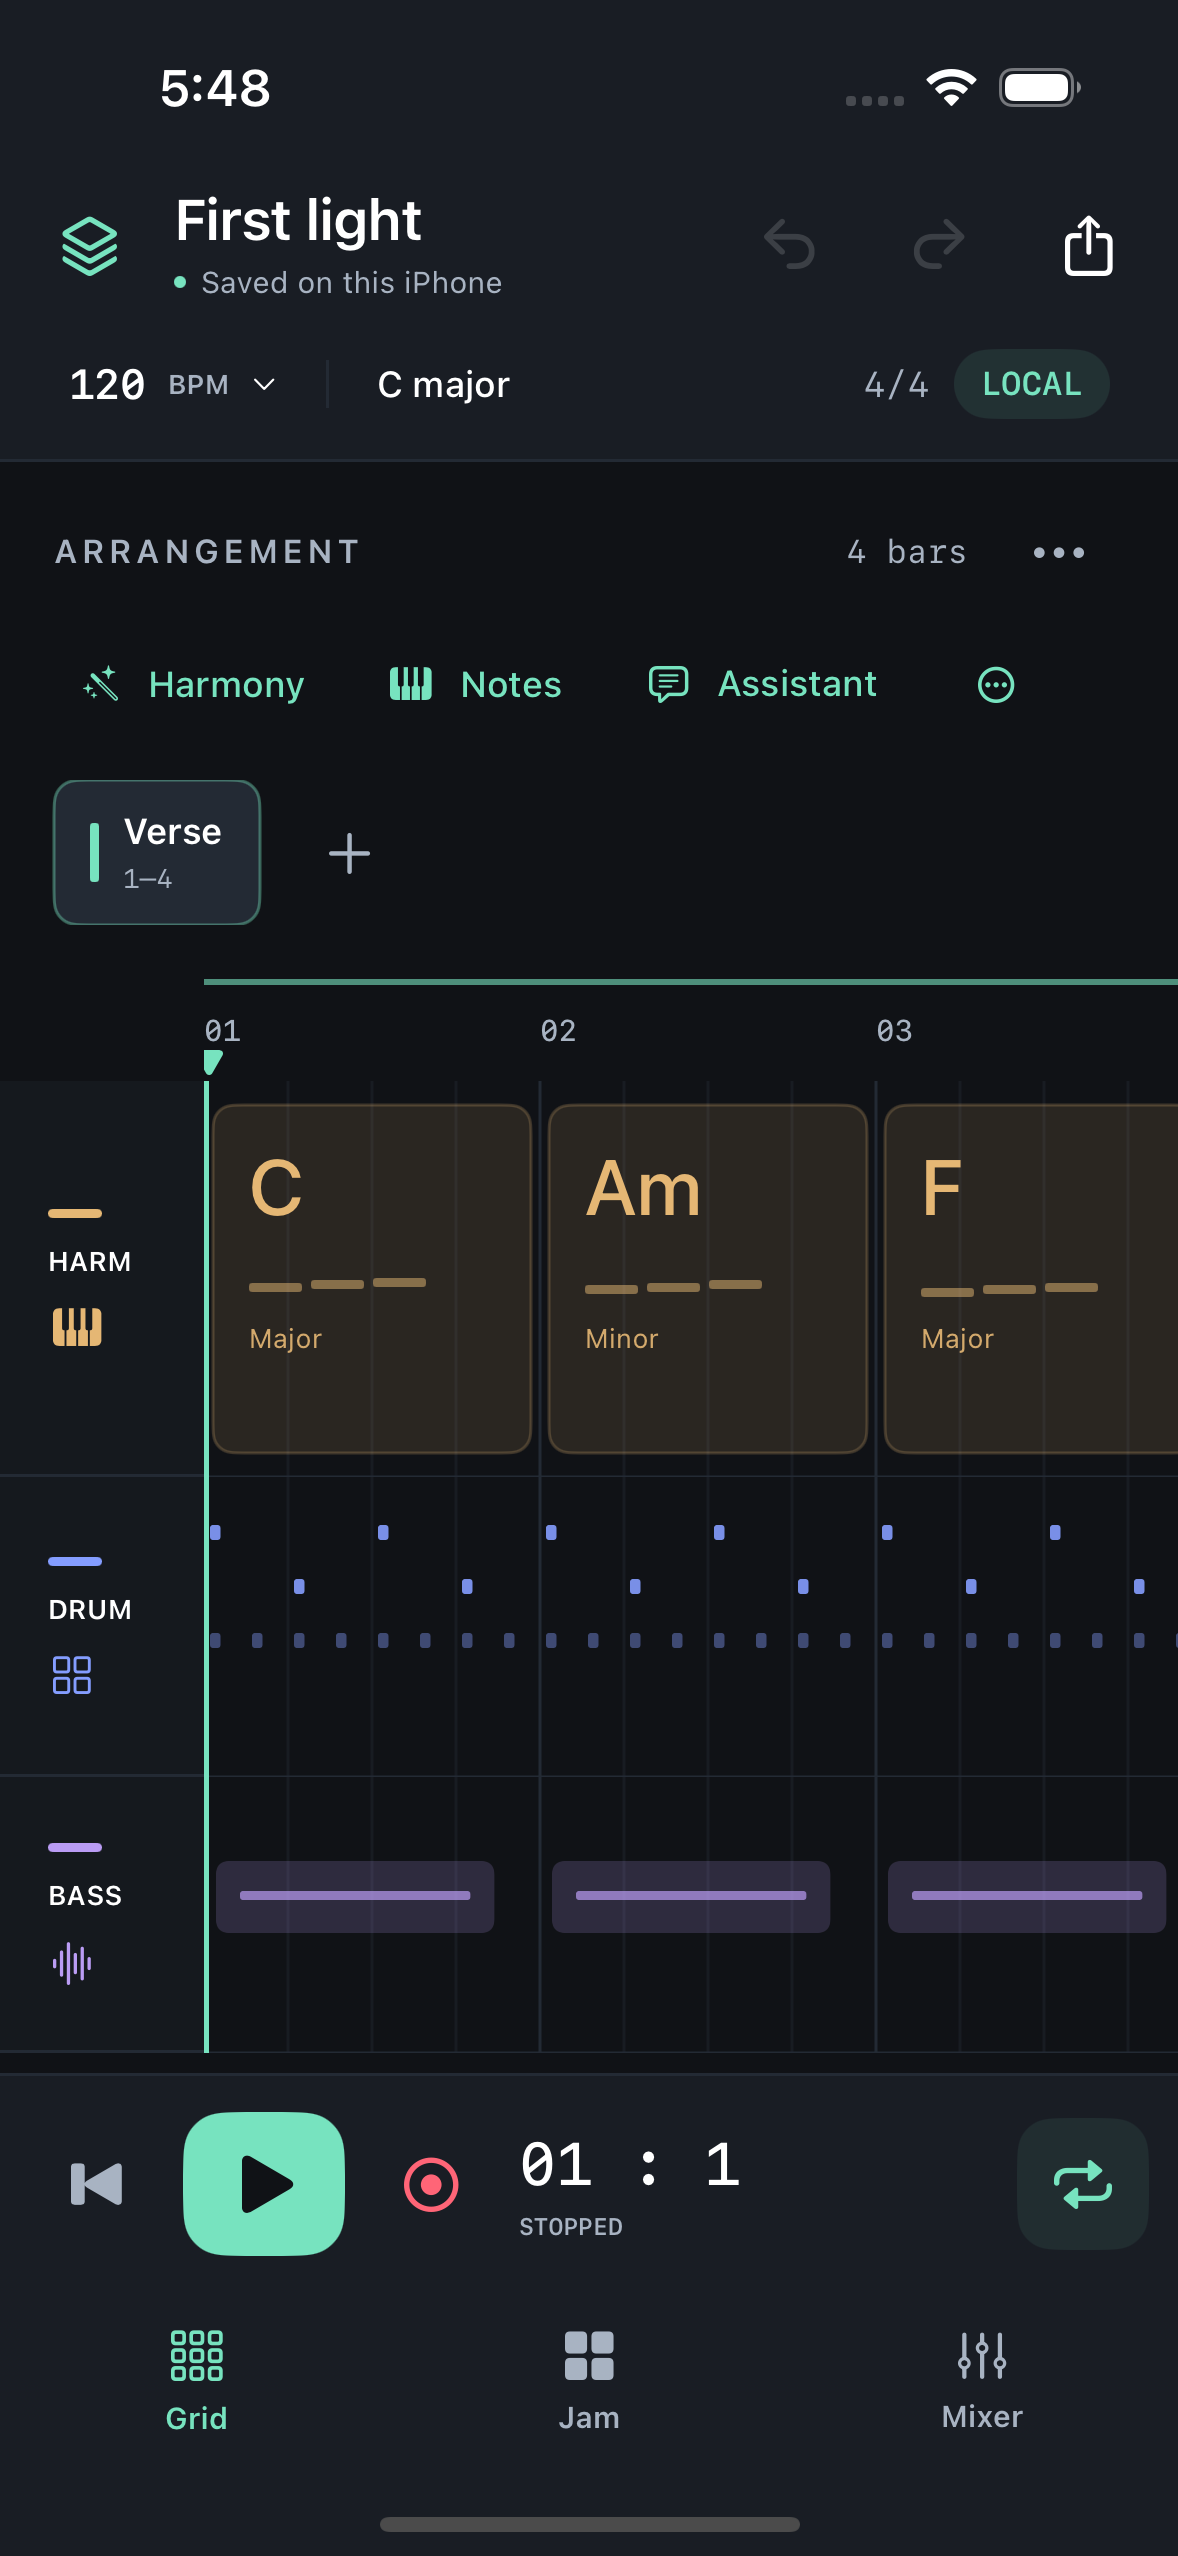 5:48
First light
Saved on this iPhone
120 BPM
C major
4/4
LOCAL
ARRANGEMENT
4 bars
Harmony
Notes
Assistant
Verse
1–4
01
02
03
HARM
C
Major
Am
Minor
F
Major
DRUM
BASS
01 : 1
STOPPED
Grid
Jam
Mixer